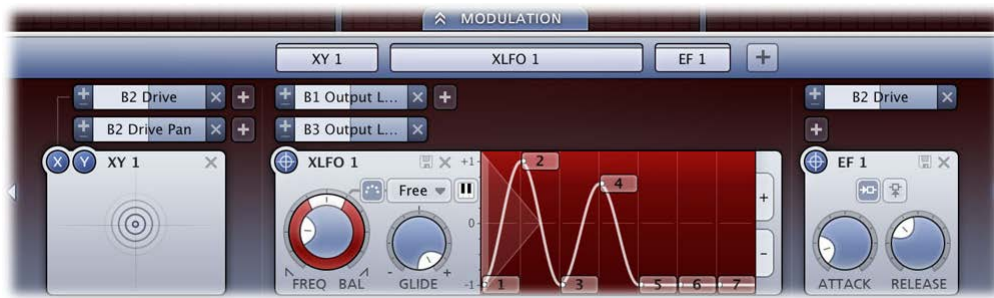 MODULATION
XY 1 XLFO 1 EF 1 +
B2 Drive × + B1 Output L... × + B2 Drive ×
B2 Drive Pan × + B3 Output L... × +
X Y XY 1 × XLFO 1 × +1 2 EF 1 ×
Free 4 +
0
-
- +
-1 1 3 5 6 7
FREQ BAL GLIDE ATTACK RELEASE